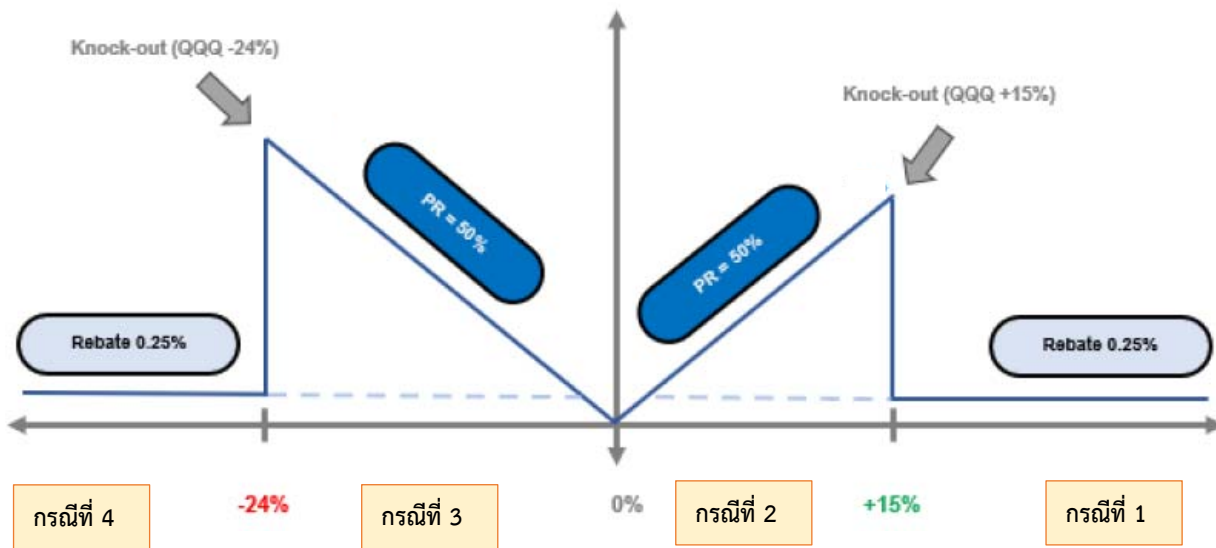 Knock-out (QQQ -24%)
Knock-out (QQQ +15%)
PR = 50%
PR = 50%
Rebate 0.25%
Rebate 0.25%
กรณีที่ 4
-24%
กรณีที่ 3
0%
กรณีที่ 2
+15%
กรณีที่ 1